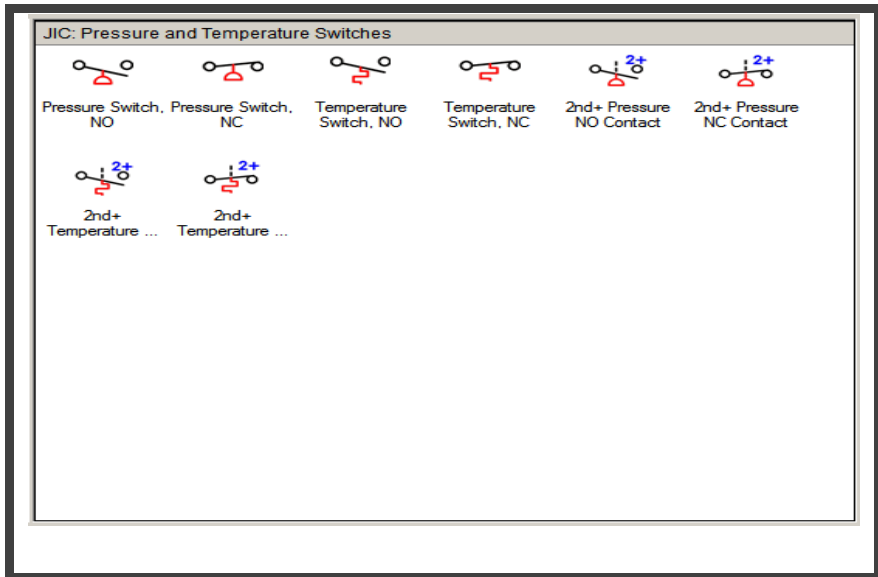 JIC: Pressure and Temperature Switches
2+ 2+
Pressure Switch, Pressure Switch, Temperature Temperature 2nd+ Pressure 2nd+ Pressure
NO NC Switch, NO Switch, NC NO Contact NC Contact
2+ 2+
2nd+ 2nd+
Temperature ... Temperature ...